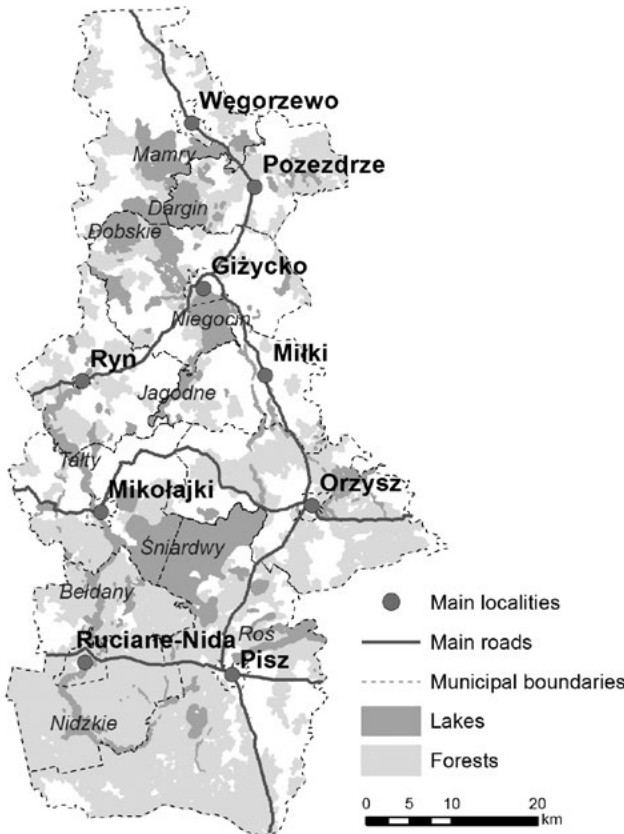 Węgorzewo
Mamry
Pozezdrze
Dargin
Dobskie
Giżycko
Niegocin
Ryn
Miłki
Jagodne
Tałty
Mikołajki
Orzysz
Śniardwy
Bełdany
Ruciane-Nida
Roś
Pisz
Nidzkie
Main localities
Main roads
Municipal boundaries
Lakes
Forests
0 5 10 20
km